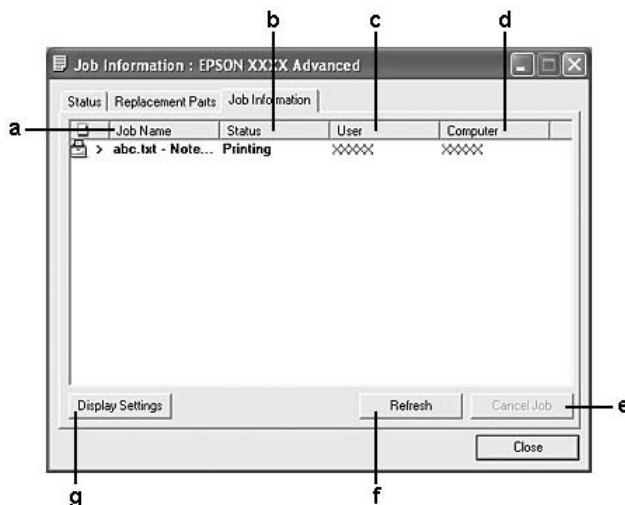 b c d
Job Information : EPSON XXXX Advanced
Status Replacement Parts Job Information
a Job Name Status User Computer
> abc.txt - Note... Printing XXXXX XXXXX
Display Settings Refresh Cancel Job e
Close
g f